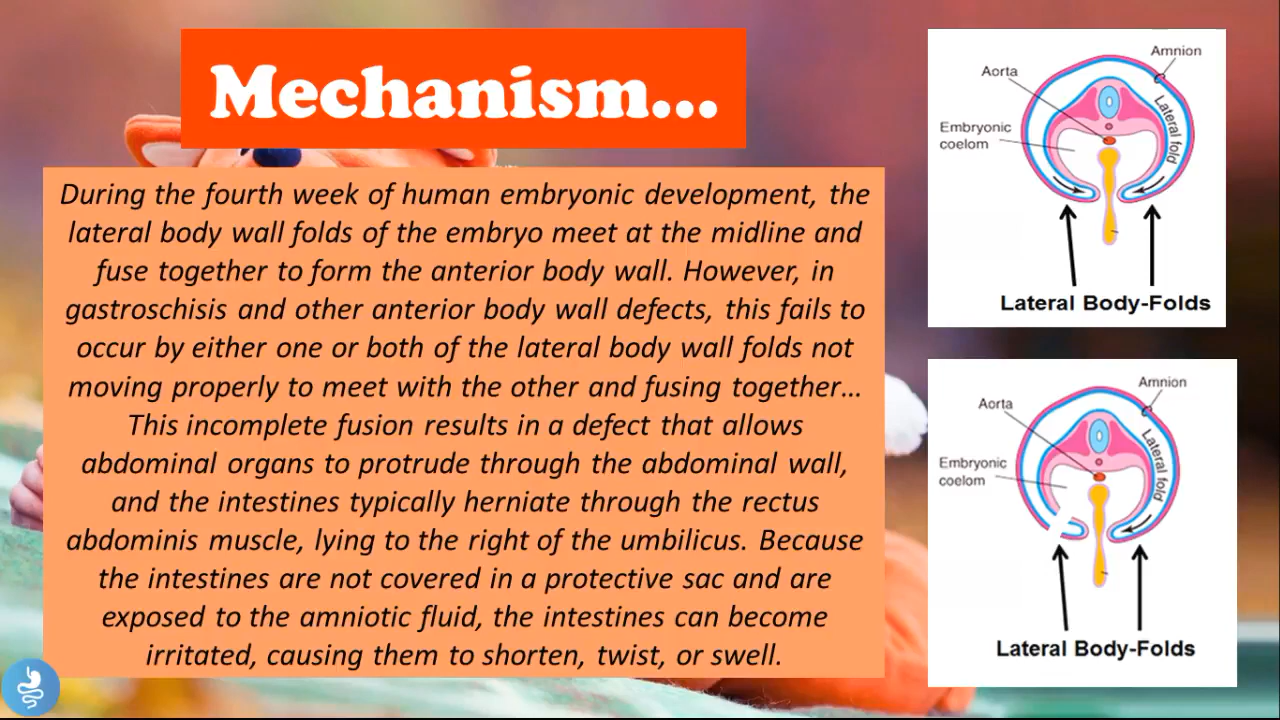 Mechanism...
During the fourth week of human embryonic development, the
lateral body wall folds of the embryo meet at the midline and
fuse together to form the anterior body wall. However, in
gastroschisis and other anterior body wall defects, this fails to
occur by either one or both of the lateral body wall folds not
moving properly to meet with the other and fusing together…
This incomplete fusion results in a defect that allows
abdominal organs to protrude through the abdominal wall,
and the intestines typically herniate through the rectus
abdominis muscle, lying to the right of the umbilicus. Because
the intestines are not covered in a protective sac and are
exposed to the amniotic fluid, the intestines can become
irritated, causing them to shorten, twist, or swell.
Amnion
Aorta
Embryonic
coelom
Lateral fold
Lateral Body-Folds
Amnion
Aorta
Embryonic
coelom
Lateral fold
Lateral Body-Folds